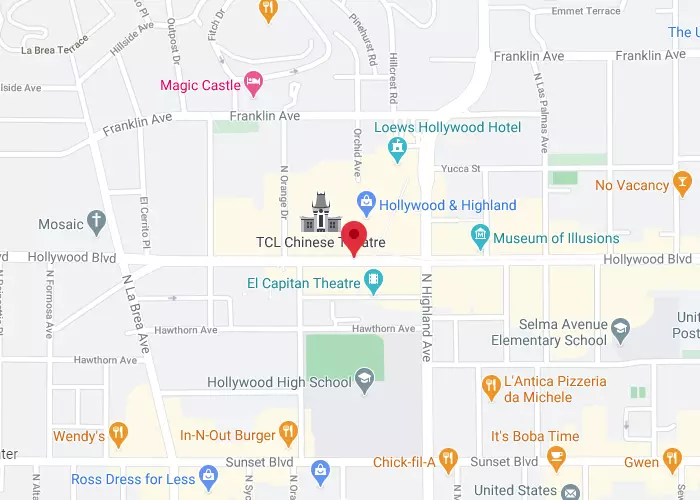 Emmet Terrace
La Brea Terrace
Hillside Ave
Outpost Dr
Fitch Dr
Pinehurst Rd
Hillcrest Rd
The U
Franklin Ave
Magic Castle
illside Ave
N Las Palmas Ave
Franklin Ave
Franklin Ave
Loews Hollywood Hotel
Orchid Ave
Yucca St
N Orange Dr
No Vacancy
Hollywood & Highland
El Cerrito Pl
Mosaic
TCL Chinese Theatre
Museum of Illusions
Hollywood Blvd
Hollywood Blvd
N La Brea Ave
N Formosa Ave
El Capitan Theatre
N Highland Ave
Hawthorn Ave
Hawthorn Ave
Hawthorn Ave
Selma Avenue
Elementary School
Unit
Post
Hollywood High School
L'Antica Pizzeria
da Michele
Wendy's
In-N-Out Burger
It's Boba Time
nter
Sunset Blvd
Chick-fil-A
Sunset Blvd
Gwen
Ross Dress for Less
United States